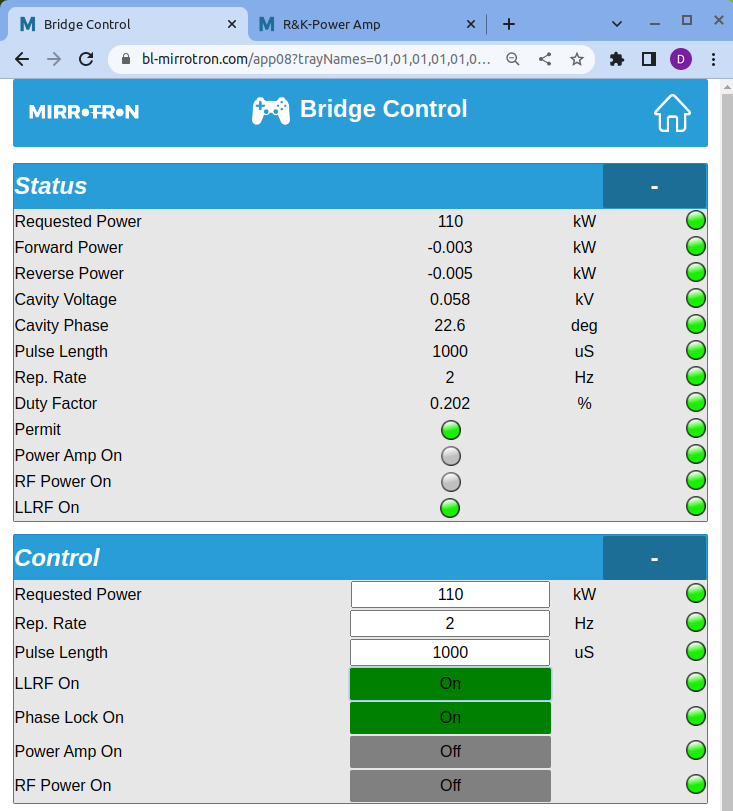 Bridge Control
R&K-Power Amp
bl-mirrotron.com/app08?trayNames=01,01,01,01,01,0...
D
MIRROTRON
Bridge Control
Status -
Requested Power 110 kW
Forward Power -0.003 kW
Reverse Power -0.005 kW
Cavity Voltage 0.058 kV
Cavity Phase 22.6 deg
Pulse Length 1000 uS
Rep. Rate 2 Hz
Duty Factor 0.202 %
Permit
Power Amp On
RF Power On
LLRF On
Control -
Requested Power 110 kW
Rep. Rate 2 Hz
Pulse Length 1000 uS
LLRF On On
Phase Lock On On
Power Amp On Off
RF Power On Off